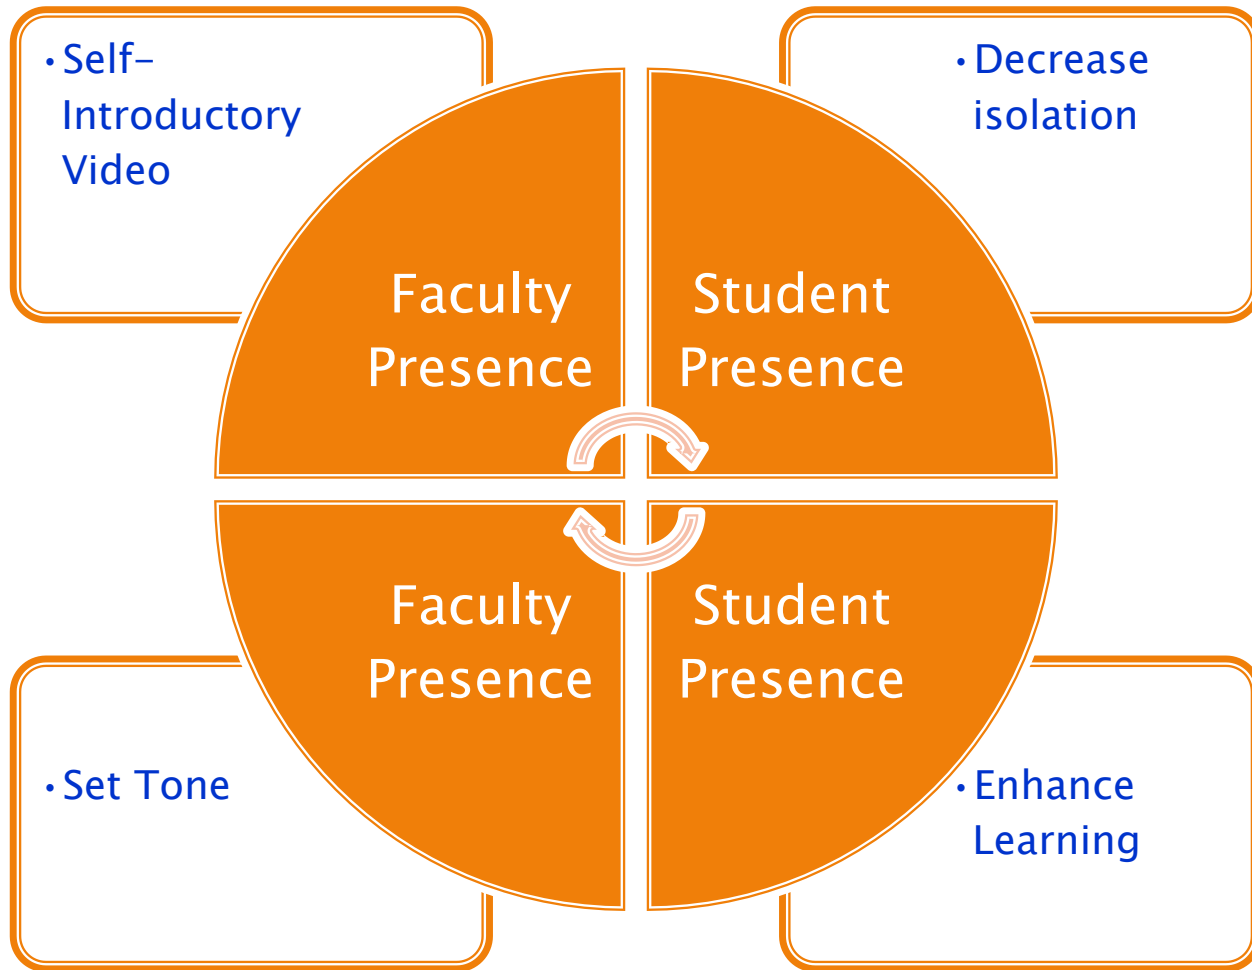 • Self-
Introductory
Video
• Decrease
isolation
Faculty
Presence
Student
Presence
Faculty
Presence
Student
Presence
• Set Tone
• Enhance
Learning